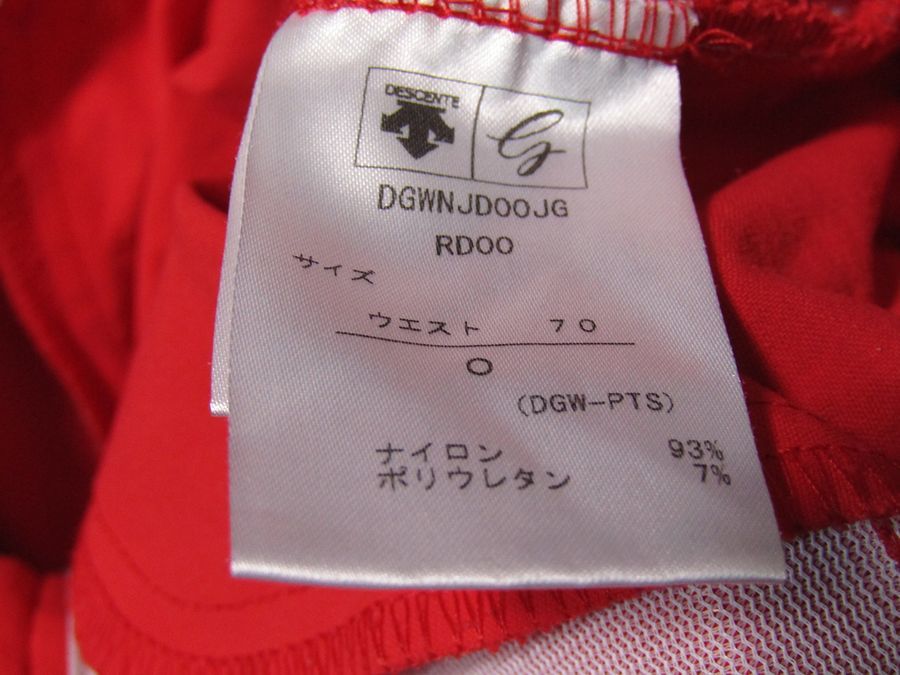 DESCENTE G
DGWNJD00JG
RD00
サイズ
ウエスト 70
0
(DGW-PTS)
ナイロン 93%
ポリウレタン 7%